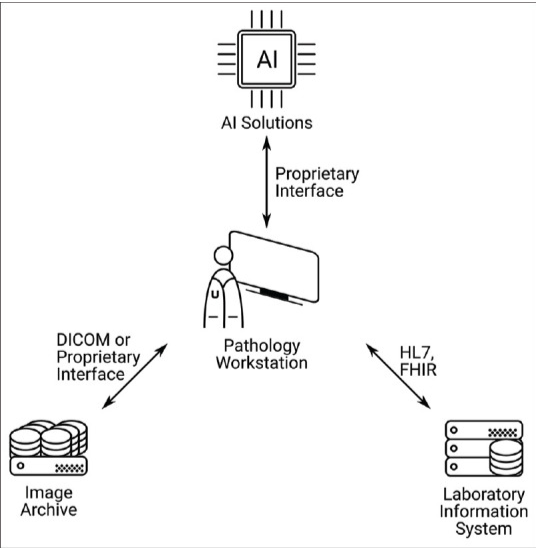 AI
AI Solutions
Proprietary
Interface
Pathology
Workstation
DICOM or
Proprietary
Interface
HL7,
FHIR
Image
Archive
Laboratory
Information
System